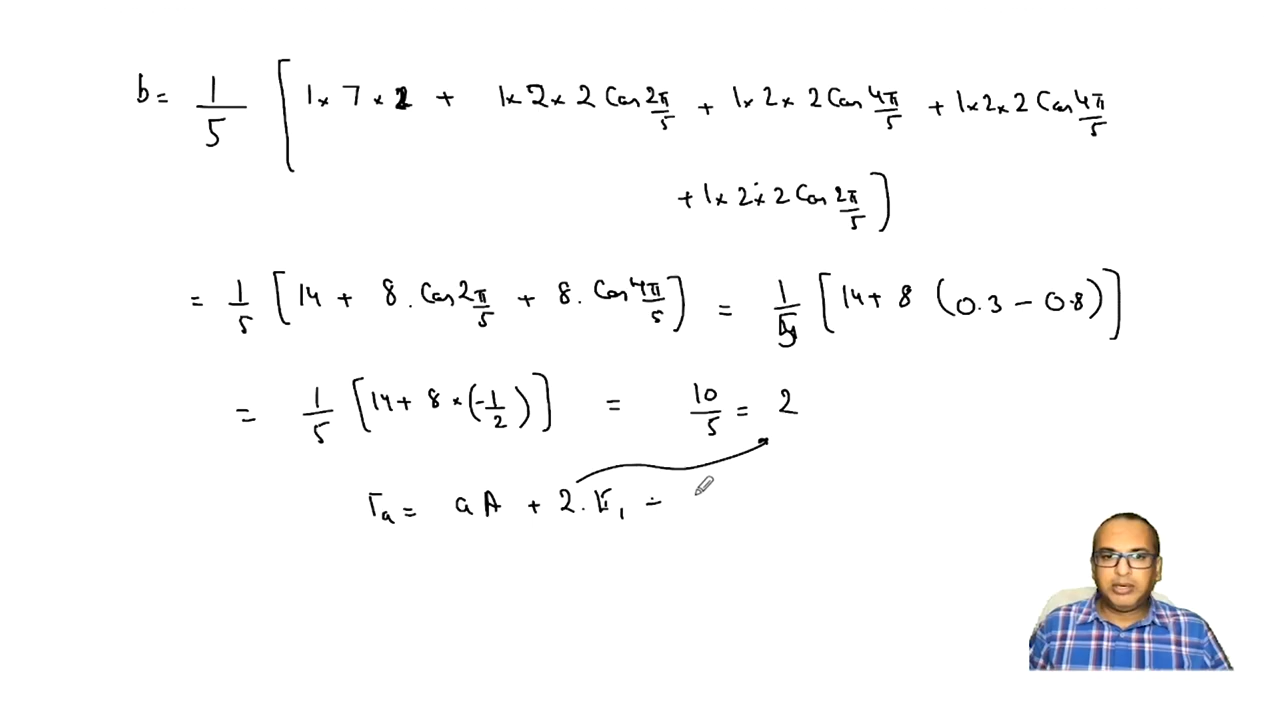 b = 1/5 [ 1 x 7 x 2 + 1 x 2 x 2 Cos 2π/5 + 1 x 2 x 2 Cos 4π/5 + 1 x 2 x 2 Cos 4π/5
+ 1 x 2 x 2 Cos 2π/5 ]
= 1/5 [ 14 + 8 . Cos 2π/5 + 8 . Cos 4π/5 ] = 1/5 [ 14 + 8 ( 0.3 - 0.8 ) ]
= 1/5 [ 14 + 8 x ( -1/2 ) ] = 10/5 = 2
Γa = a A + 2 .